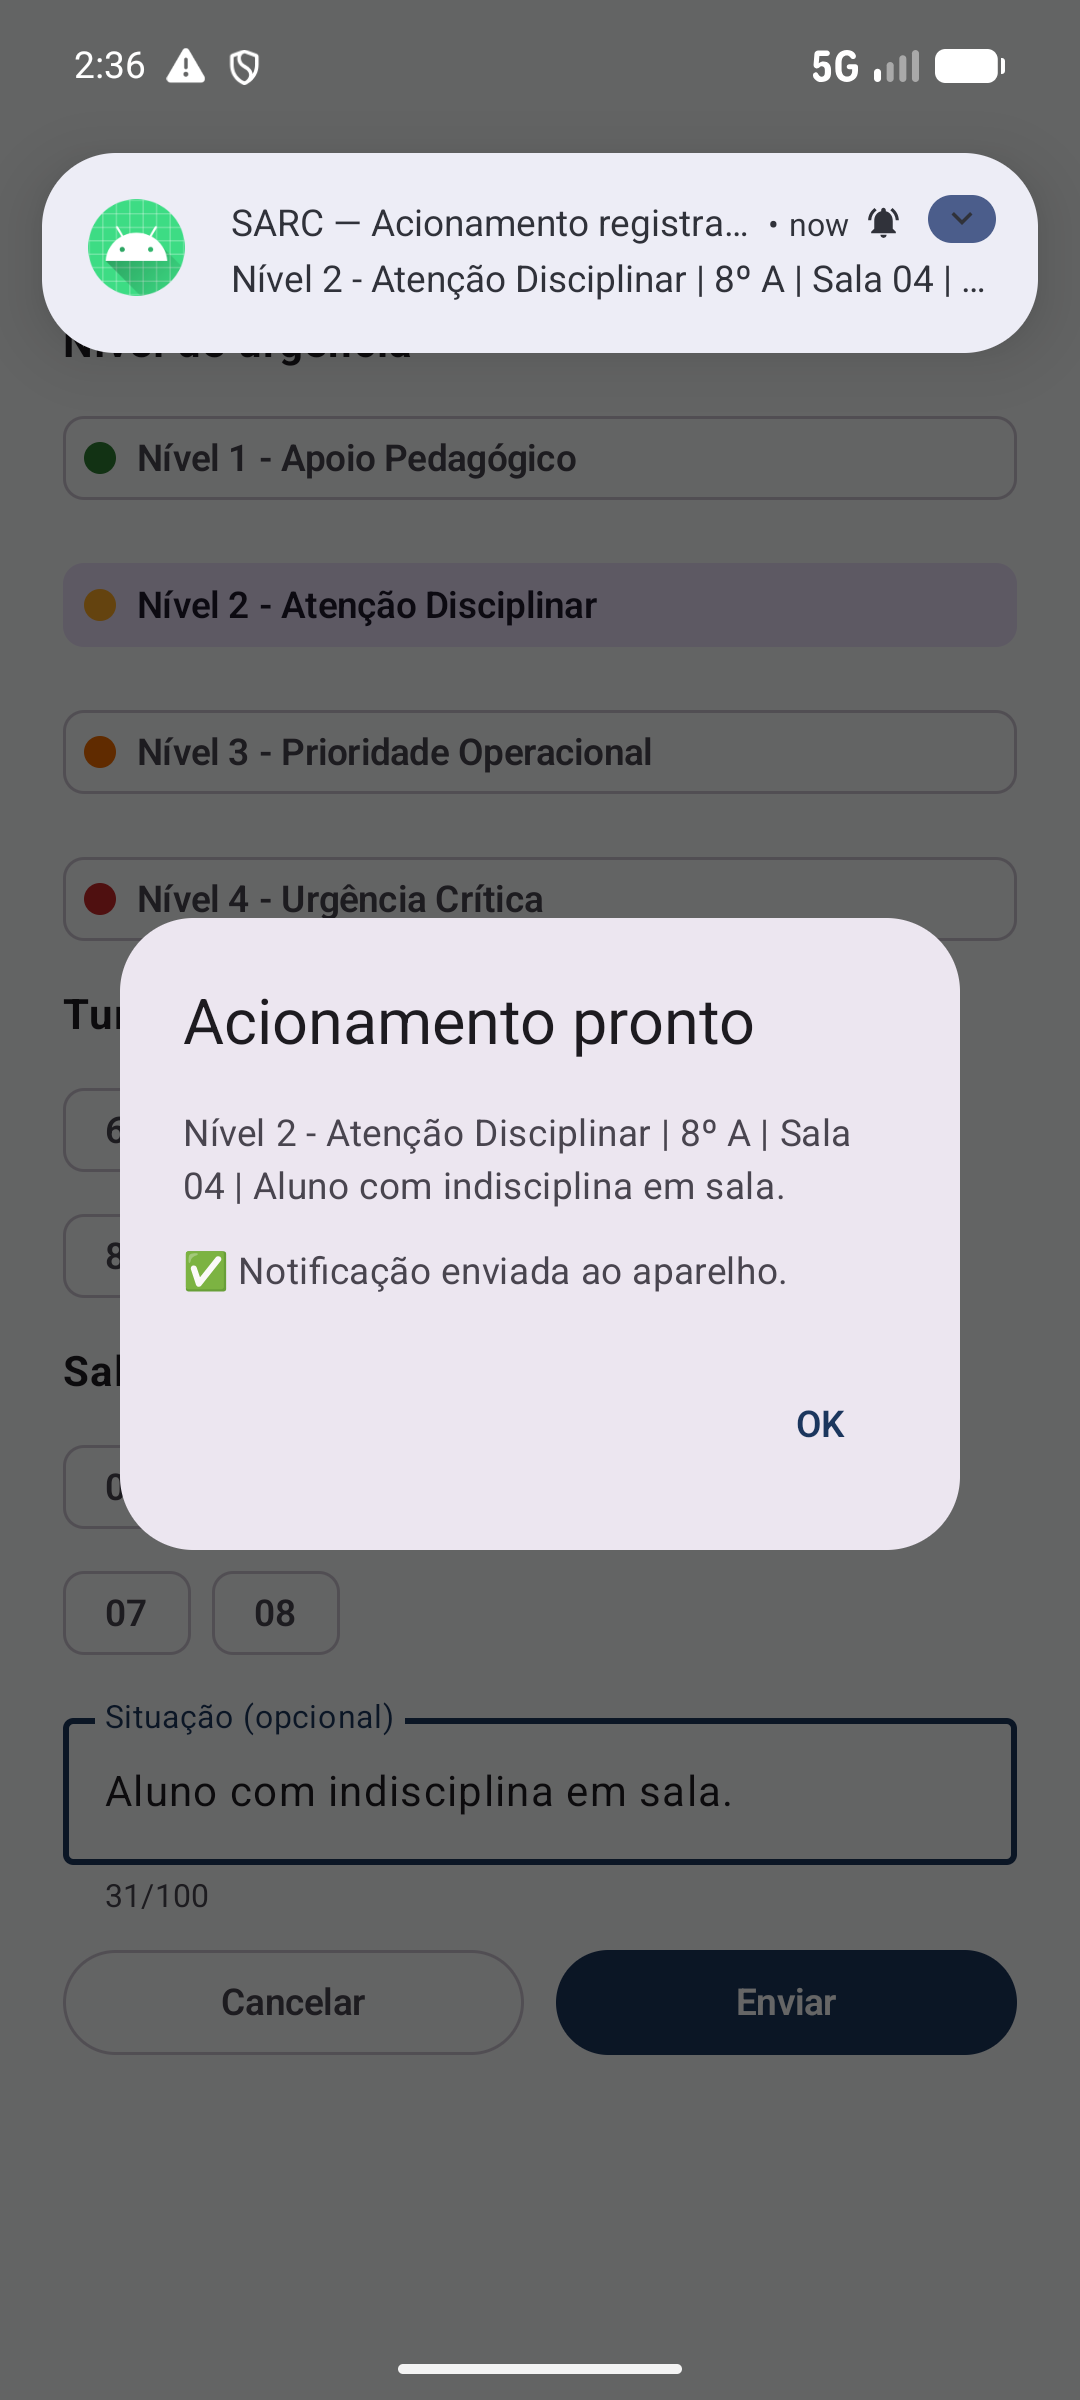 2:36
5G
SARC — Acionamento registra... • now
Nível 2 - Atenção Disciplinar | 8º A | Sala 04 | ...
Nível 1 - Apoio Pedagógico
Nível 2 - Atenção Disciplinar
Nível 3 - Prioridade Operacional
Nível 4 - Urgência Crítica
Acionamento pronto
Nível 2 - Atenção Disciplinar | 8º A | Sala
04 | Aluno com indisciplina em sala.
✅ Notificação enviada ao aparelho.
OK
07
08
Situação (opcional)
Aluno com indisciplina em sala.
31/100
Cancelar
Enviar